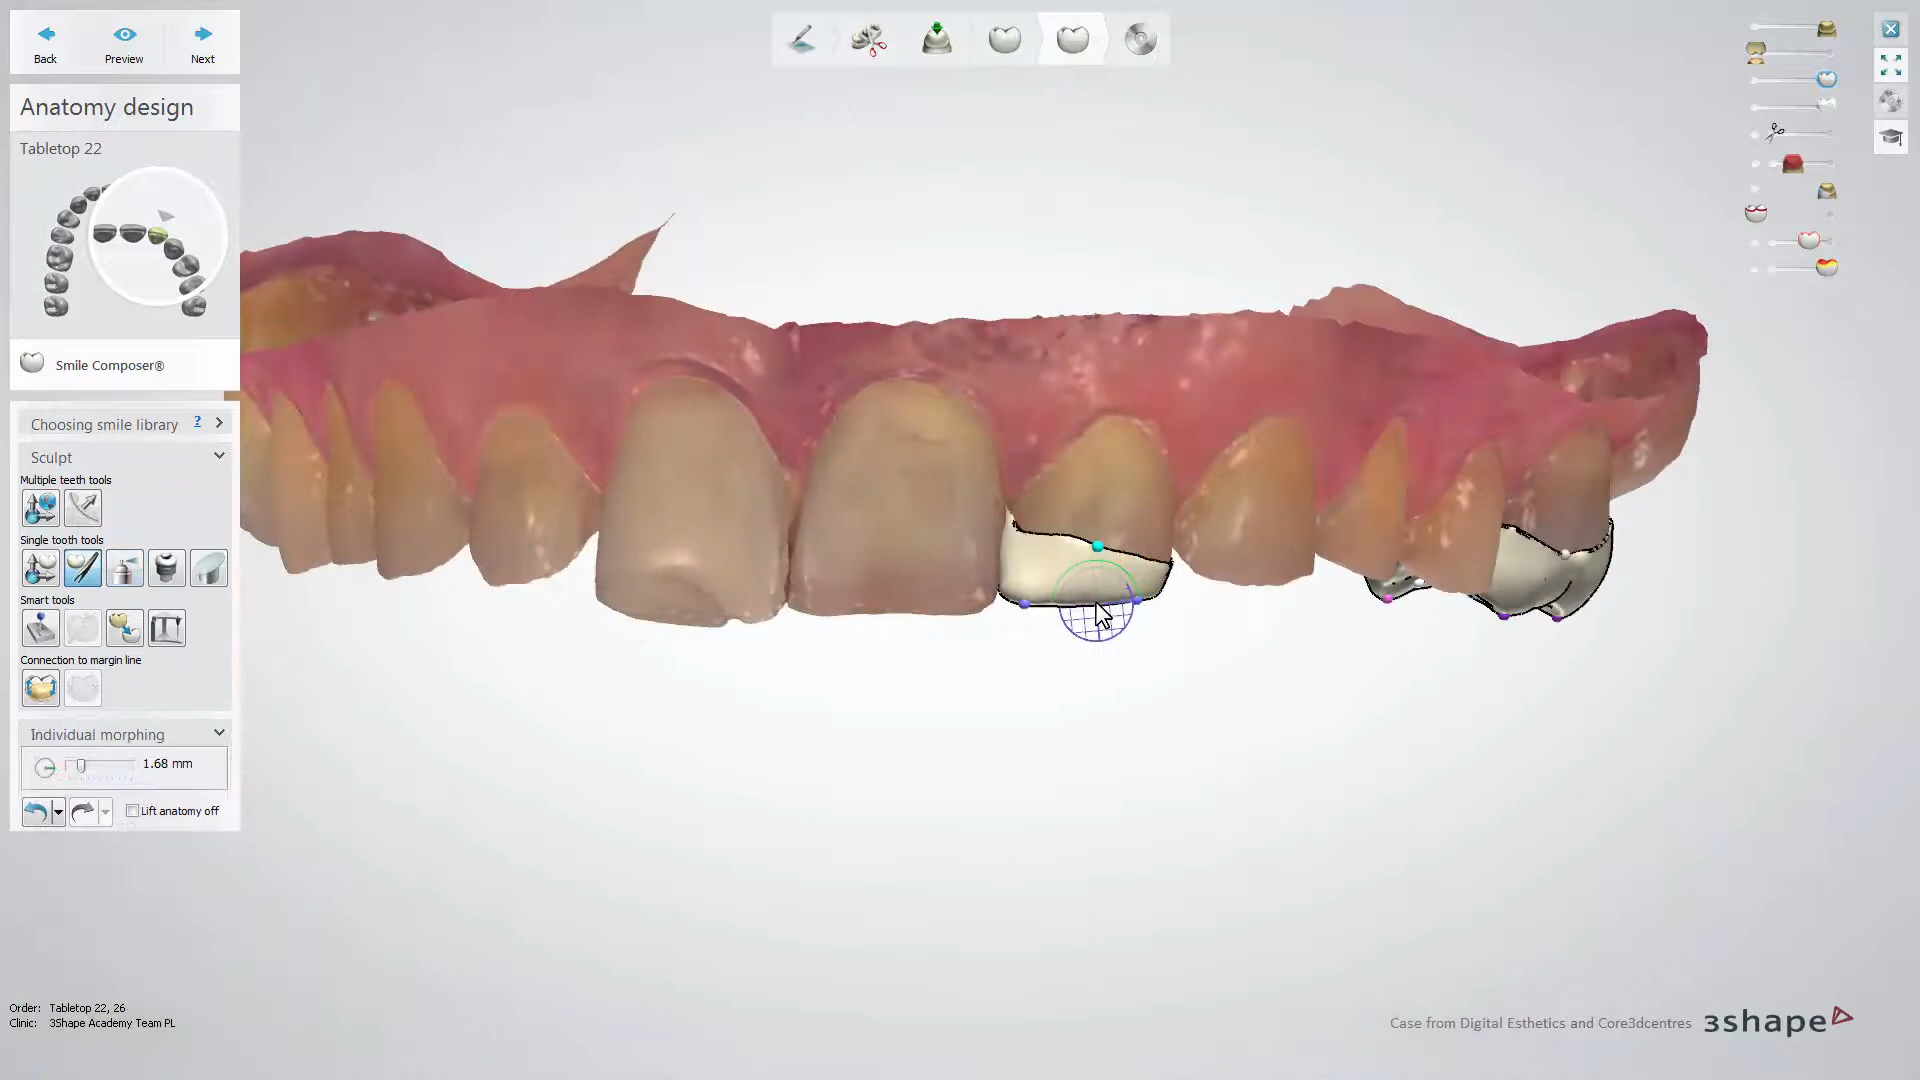 Back
Preview
Next
Anatomy design
Tabletop 22
Smile Composer®
Choosing smile library ?
Sculpt
Multiple teeth tools
Single tooth tools
Smart tools
Connection to margin line
Individual morphing
1.68 mm
Lift anatomy off
Order: Tabletop 22, 26
Clinic: 3Shape Academy Team PL
Case from Digital Esthetics and Core3dcentres 3shape